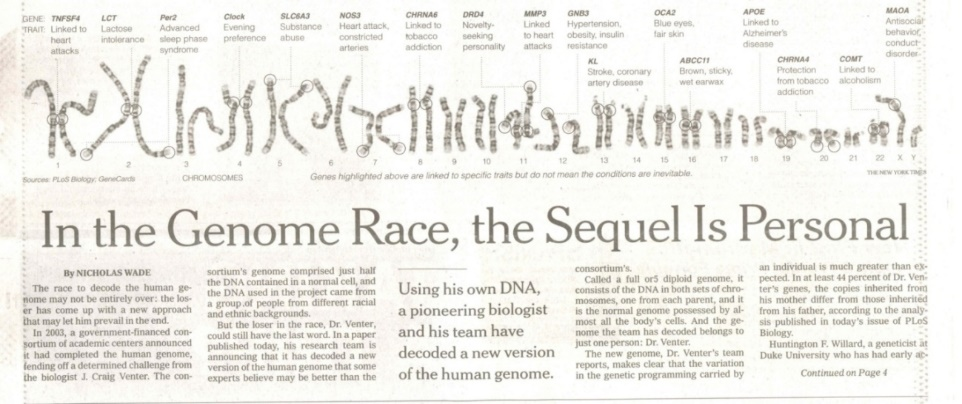 GENE TNFSF4 LCT Per2 Clock SLC6A3 NOS3 CHRNA6 DRD4 MMP3 GNB3 OCA2 APOE MAOA
TRAIT Linked to heart attacks
Lactose intolerance
Advanced sleep phase syndrome
Evening preference
Substance abuse
Heart attack, constricted arteries
Linked to tobacco addiction
Novelty-seeking personality
Linked to heart attacks
Hypertension, obesity, insulin resistance
Blue eyes, fair skin
Linked to Alzheimer's disease
Antisocial behavior, conduct disorder
KL
Stroke, coronary artery disease
ABCC11
Brown, sticky, wet earwax
CHRNA4
Protection from tobacco addiction
COMT
Linked to alcoholism
1 2 3 4 5 6 7 8 9 10 11 12 13 14 15 16 17 18 19 20 21 22 X Y
Sources: PLoS Biology; GeneCards
CHROMOSOMES
Genes highlighted above are linked to specific traits but do not mean the conditions are inevitable.
THE NEW YORK TIMES
In the Genome Race, the Sequel Is Personal
By NICHOLAS WADE
The race to decode the human ge-
nome may not be entirely over: the los-
er has come up with a new approach
that may let him prevail in the end.
In 2003, a government-financed con-
sortium of academic centers announced
it had completed the human genome,
fending off a determined challenge from
the biologist J. Craig Venter. The con-
sortium's genome comprised just half
the DNA contained in a normal cell, and
the DNA used in the project came from
a group of people from different racial
and ethnic backgrounds.
But the loser in the race, Dr. Venter,
could still have the last word. In a paper
published today, his research team is
announcing that it has decoded a new
version of the human genome that some
experts believe may be better than the
Using his own DNA,
a pioneering biologist
and his team have
decoded a new version
of the human genome.
consortium's.
Called a full or5 diploid genome, it
consists of the DNA in both sets of chro-
mosomes, one from each parent, and it
is the normal genome possessed by al-
most all the body's cells. And the ge-
nome the team has decoded belongs to
just one person: Dr. Venter.
The new genome, Dr. Venter's team
reports, makes clear that the variation
in the genetic programming carried by
an individual is much greater than ex-
pected. In at least 44 percent of Dr. Ven-
ter's genes, the copies inherited from
his mother differ from those inherited
from his father, according to the analy-
sis published in today's issue of PLoS
Biology.
Huntington F. Willard, a geneticist at
Duke University who has had early ac-
Continued on Page 4